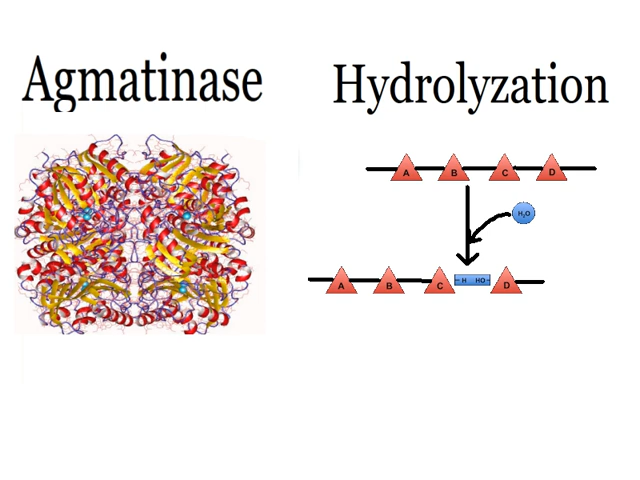 Agmatinase
Hydrolyzation
A B C D
H₂O
A B C H HO D